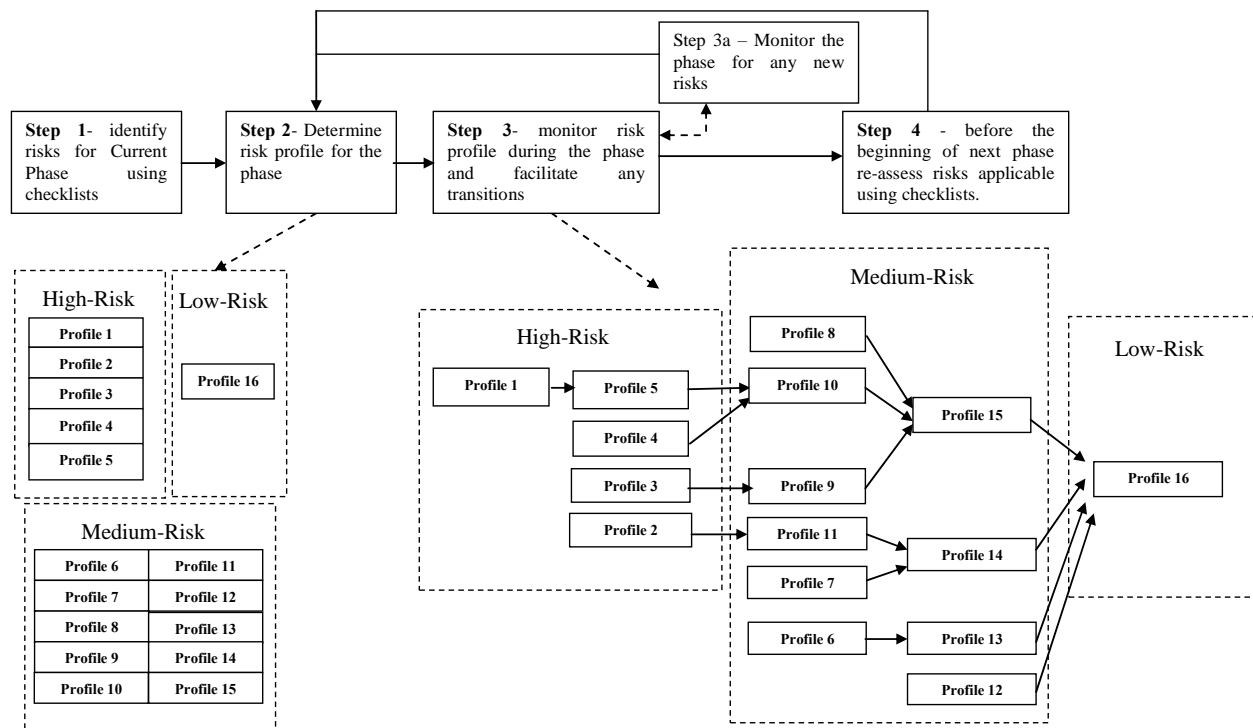 Step 3a – Monitor the
phase for any new
risks
Step 1- identify
risks for Current
Phase using
checklists
Step 2- Determine
risk profile for the
phase
Step 3- monitor risk
profile during the phase
and facilitate any
transitions
Step 4 - before the
beginning of next phase
re-assess risks applicable
using checklists.
High-Risk
Profile 1
Profile 2
Profile 3
Profile 4
Profile 5
Low-Risk
Profile 16
Medium-Risk
Profile 6
Profile 11
Profile 7
Profile 12
Profile 8
Profile 13
Profile 9
Profile 14
Profile 10
Profile 15
High-Risk
Profile 1
Profile 5
Profile 4
Profile 3
Profile 2
Medium-Risk
Profile 8
Profile 10
Profile 15
Profile 9
Profile 11
Profile 14
Profile 7
Profile 6
Profile 13
Profile 12
Low-Risk
Profile 16